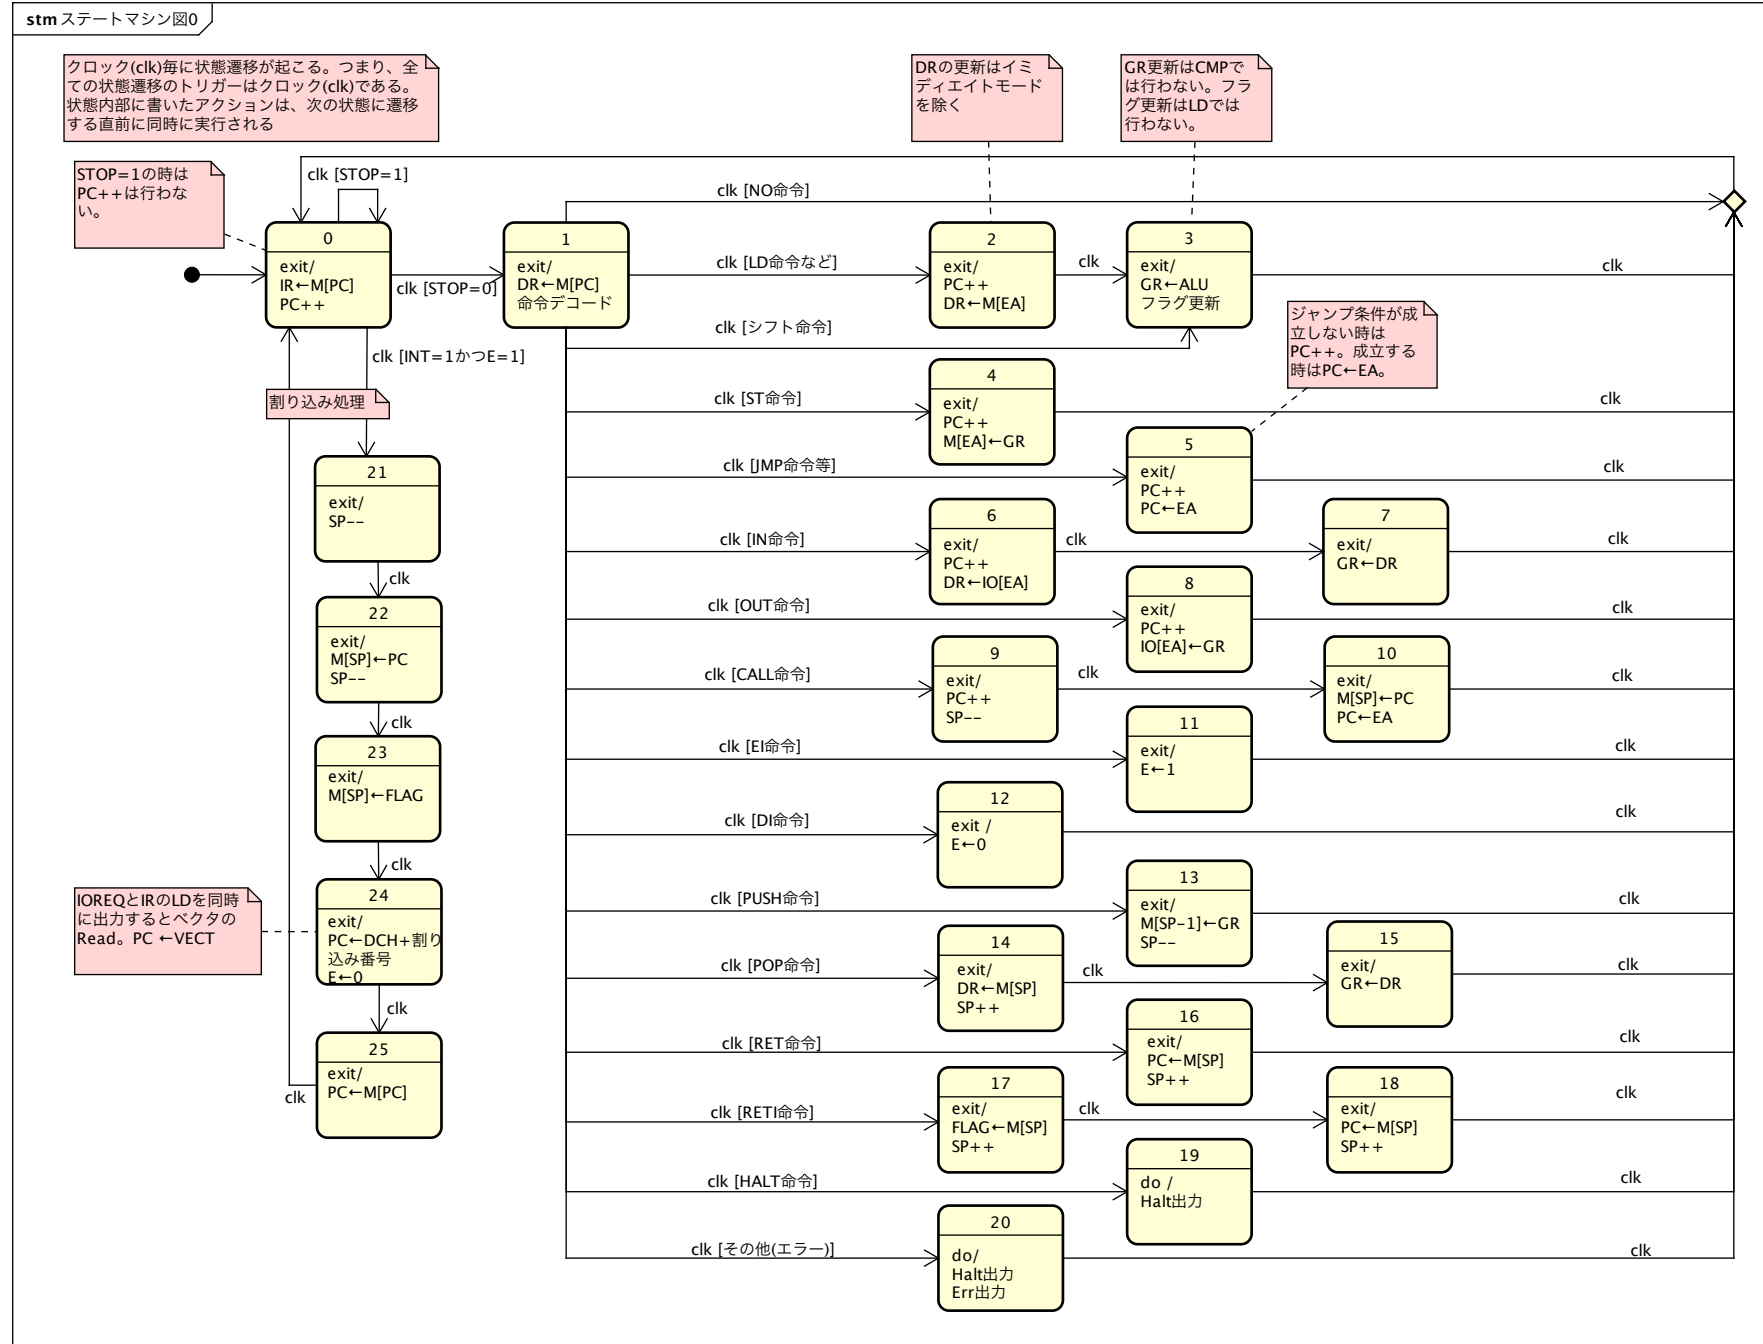 stm ステートマシン図0
クロック(clk)毎に状態遷移が起こる。つまり、全
ての状態遷移のトリガーはクロック(clk)である。
状態内部に書いたアクションは、次の状態に遷移
する直前に同時に実行される
DRの更新はイミ
ディエイトモード
を除く
GR更新はCMPで
は行わない。フラ
グ更新はLDでは
行わない。
STOP=1の時は
PC++は行わな
い。
clk [STOP=1]
clk [NO命令]
0
exit/
IR←M[PC]
PC++
clk [STOP=0]
1
exit/
DR←M[PC]
命令デコード
clk [LD命令など]
2
exit/
PC++
DR←M[EA]
clk
3
exit/
GR←ALU
フラグ更新
clk
clk [シフト命令]
ジャンプ条件が成
立しない時は
PC++。成立する
時はPC←EA。
clk [INT=1かつE=1]
割り込み処理
clk [ST命令]
4
exit/
PC++
M[EA]←GR
clk
clk [JMP命令等]
5
exit/
PC++
PC←EA
clk
21
exit/
SP--
clk
clk [IN命令]
6
exit/
PC++
DR←IO[EA]
clk
7
exit/
GR←DR
clk
clk [OUT命令]
8
exit/
PC++
IO[EA]←GR
clk
22
exit/
M[SP]←PC
SP--
clk
clk [CALL命令]
9
exit/
PC++
SP--
clk
10
exit/
M[SP]←PC
PC←EA
clk
clk [EI命令]
11
exit/
E←1
clk
23
exit/
M[SP]←FLAG
clk
clk [DI命令]
12
exit /
E←0
clk
IOREQとIRのLDを同時
に出力するとベクタの
Read。PC ←VECT
24
exit/
PC←DCH+割り
込み番号
E←0
clk
clk [PUSH命令]
13
exit/
M[SP-1]←GR
SP--
clk
clk [POP命令]
14
exit/
DR←M[SP]
SP++
clk
15
exit/
GR←DR
clk
25
exit/
PC←M[PC]
clk
clk [RET命令]
16
exit/
PC←M[SP]
SP++
clk
clk [RETI命令]
17
exit/
FLAG←M[SP]
SP++
clk
18
exit/
PC←M[SP]
SP++
clk
clk [HALT命令]
19
do /
Halt出力
clk
clk [その他(エラー)]
20
do/
Halt出力
Err出力
clk